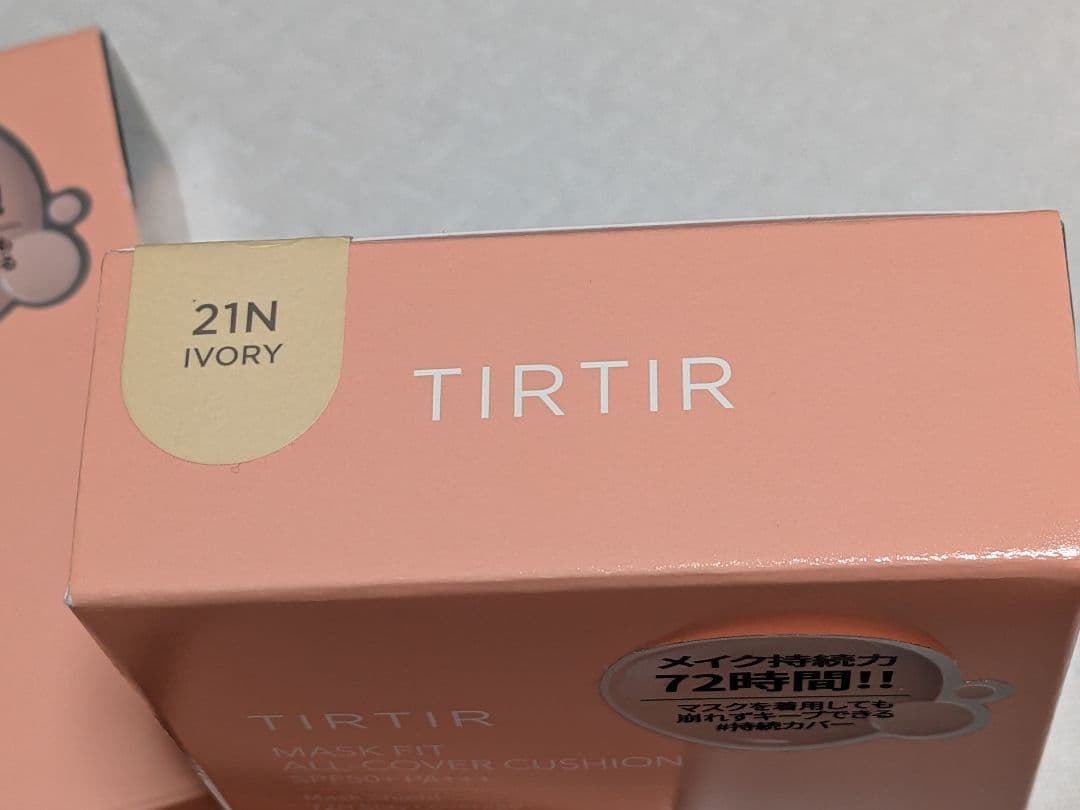 21N
IVORY
TIRTIR
メイク持続力
72時間!!
マスクを着用しても
崩れずキープできる
#持続カバー
TIRTIR
MASK FIT
ALL-COVER CUSHION
SPF50+ PA+++